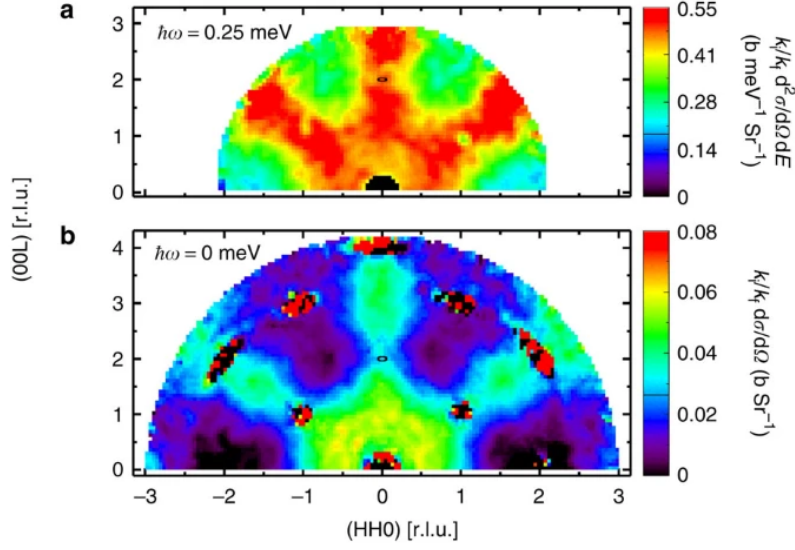 a
ħω = 0.25 meV
3
2
1
0
0.55
0.41
0.28
0.14
0
kᵢ/k_f d²σ/dΩdE
(b meV⁻¹ Sr⁻¹)
(00L) [r.l.u.]
b
ħω = 0 meV
4
3
2
1
0
0.08
0.06
0.04
0.02
0
kᵢ/k_f dσ/dΩ (b Sr⁻¹)
−3 −2 −1 0 1 2 3
(HH0) [r.l.u.]